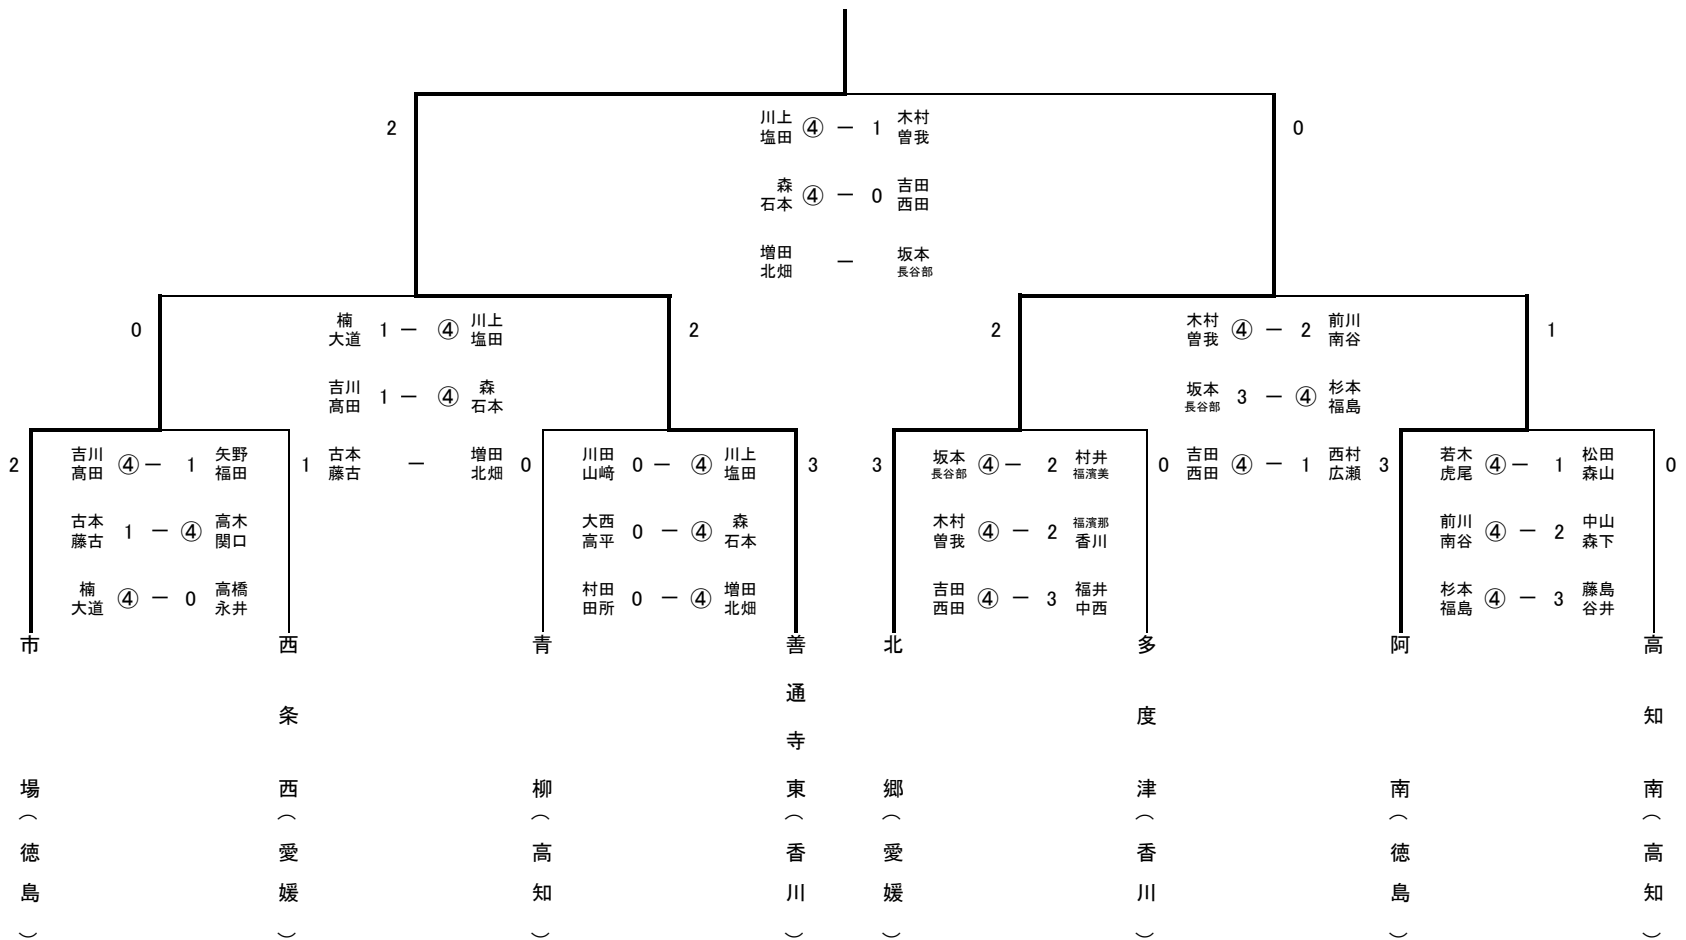 2 川上 塩田 ④ － 1 木村 曽我 0
森 石本 ④ － 0 吉田 西田
増田 北畑 － 坂本 長谷部
0 楠 大道 1 － ④ 川上 塩田 2
吉川 髙田 1 － ④ 森 石本
古本 藤古 － 増田 北畑
2 木村 曽我 ④ － 2 前川 南谷 1
坂本 長谷部 3 － ④ 杉本 福島
吉田 西田 ④ － 1 西村 広瀬
2 吉川 髙田 ④ － 1 矢野 福田 1
古本 藤古 1 － ④ 高木 関口
楠 大道 ④ － 0 高橋 永井
0 川田 山﨑 0 － ④ 川上 塩田 3
大西 高平 0 － ④ 森 石本
村田 田所 0 － ④ 増田 北畑
3 坂本 長谷部 ④ － 2 村井 福濱美 0
木村 曽我 ④ － 2 福濱那 香川
吉田 西田 ④ － 3 福井 中西
3 若木 虎尾 ④ － 1 松田 森山 0
前川 南谷 ④ － 2 中山 森下
杉本 福島 ④ － 3 藤島 谷井
市場（徳島）
西条西（愛媛）
青柳（高知）
善通寺東（香川）
北郷（愛媛）
多度津（香川）
阿南（徳島）
高知南（高知）